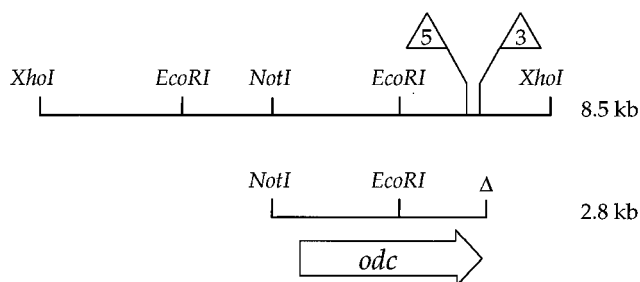 5 3
XhoI EcoRI NotI EcoRI XhoI
8.5 kb
NotI EcoRI Δ
2.8 kb
odc